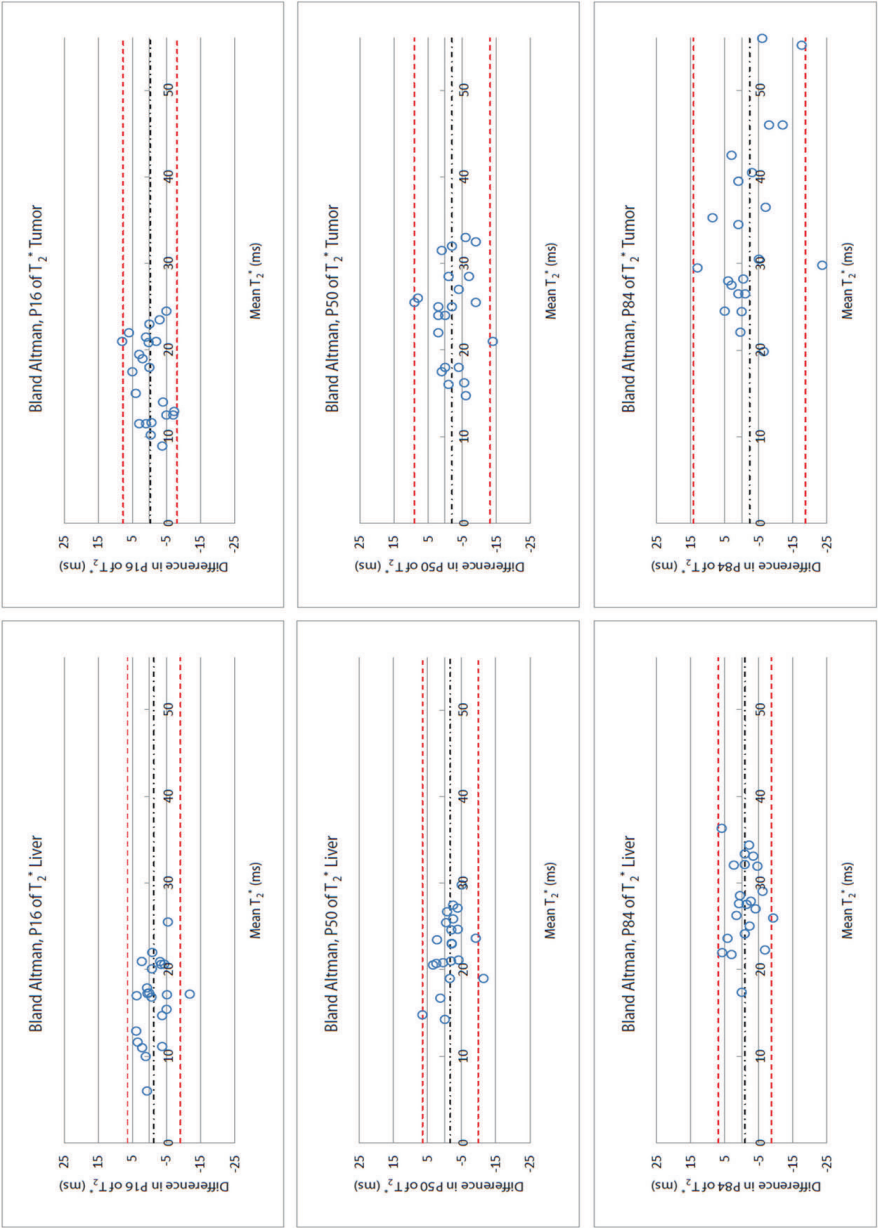 Bland Altman, P16 of T₂* Liver
Difference in P16 of T₂* (ms)
25
15
5
-5
-15
-25
0 10 20 30 40 50
Mean T₂* (ms)
Bland Altman, P16 of T₂* Tumor
Difference in P16 of T₂* (ms)
25
15
5
-5
-15
-25
0 10 20 30 40 50
Mean T₂* (ms)
Bland Altman, P50 of T₂* Liver
Difference in P50 of T₂* (ms)
25
15
5
-5
-15
-25
0 10 20 30 40 50
Mean T₂* (ms)
Bland Altman, P50 of T₂* Tumor
Difference in P50 of T₂* (ms)
25
15
5
-5
-15
-25
0 10 20 30 40 50
Mean T₂* (ms)
Bland Altman, P84 of T₂* Liver
Difference in P84 of T₂* (ms)
25
15
5
-5
-15
-25
0 10 20 30 40 50
Mean T₂* (ms)
Bland Altman, P84 of T₂* Tumor
Difference in P84 of T₂* (ms)
25
15
5
-5
-15
-25
0 10 20 30 40 50
Mean T₂* (ms)